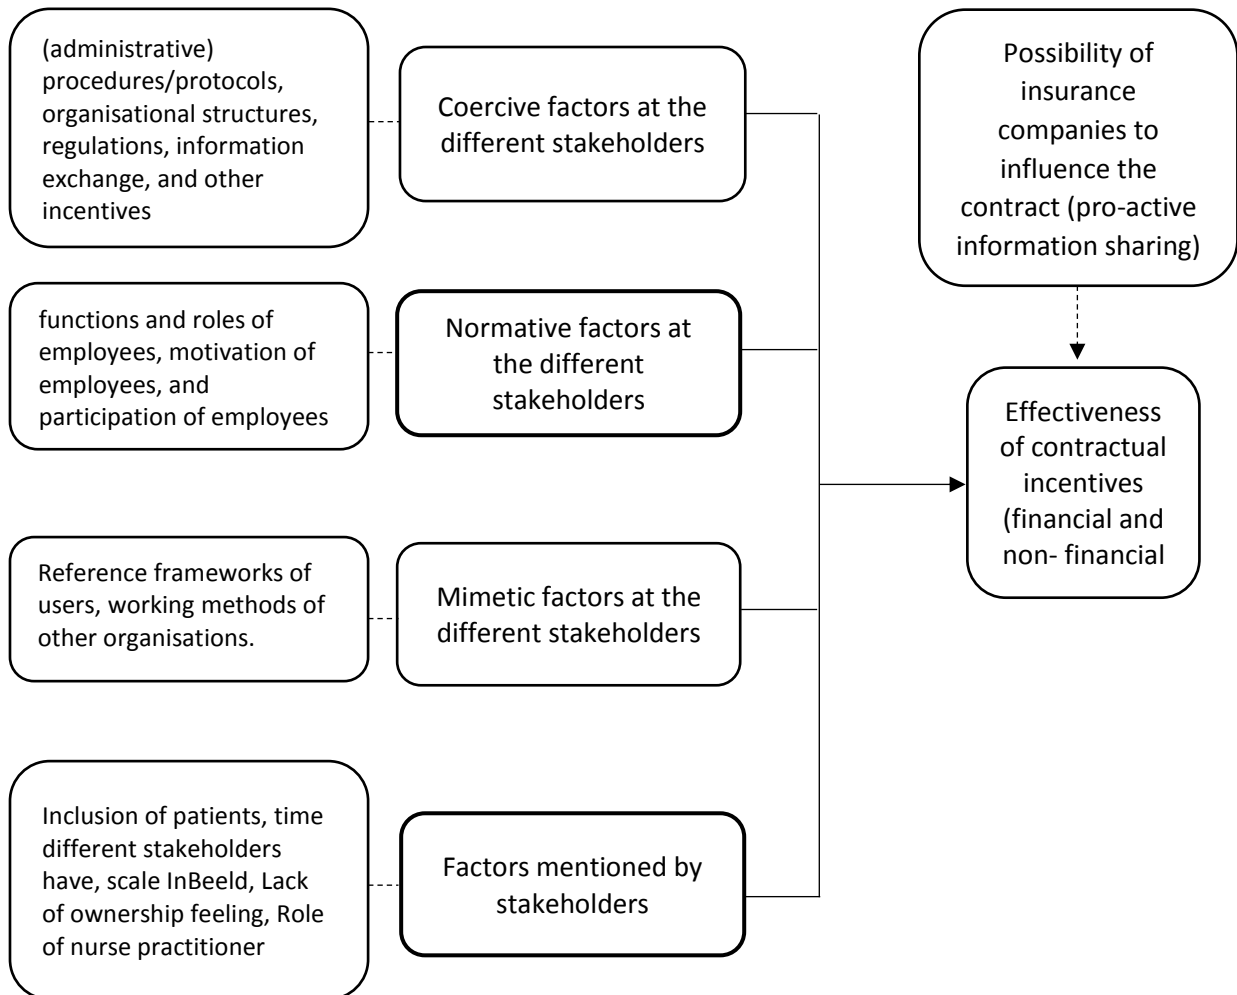 (administrative)
procedures/protocols,
organisational structures,
regulations, information
exchange, and other
incentives
Coercive factors at the
different stakeholders
Possibility of
insurance
companies to
influence the
contract (pro-active
information sharing)
functions and roles of
employees, motivation of
employees, and
participation of employees
Normative factors at
the different
stakeholders
Effectiveness
of contractual
incentives
(financial and
non- financial
Reference frameworks of
users, working methods of
other organisations.
Mimetic factors at the
different stakeholders
Inclusion of patients, time
different stakeholders
have, scale InBeeld, Lack
of ownership feeling, Role
of nurse practitioner
Factors mentioned by
stakeholders